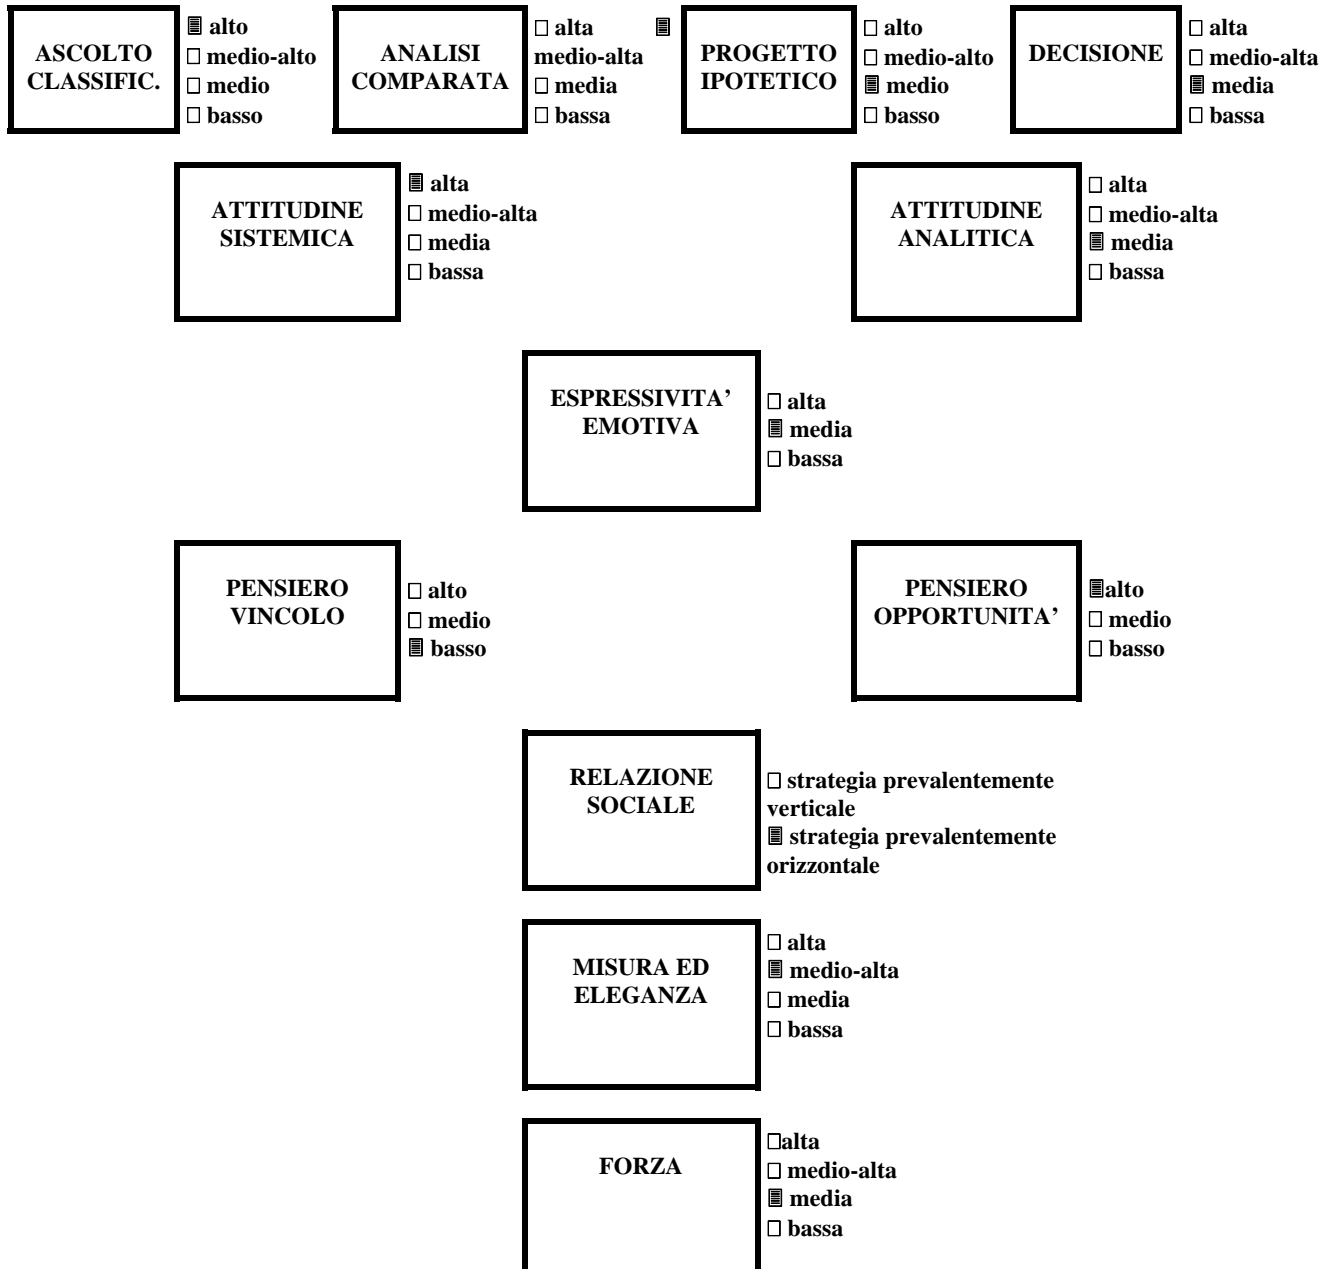 ASCOLTO
CLASSIFIC.
▣ alto
□ medio-alto
□ medio
□ basso
ANALISI
COMPARATA
□ alta ▣
medio-alta
□ media
□ bassa
PROGETTO
IPOTETICO
□ alto
□ medio-alto
▣ medio
□ basso
DECISIONE
□ alta
□ medio-alta
▣ media
□ bassa
ATTITUDINE
SISTEMICA
▣ alta
□ medio-alta
□ media
□ bassa
ATTITUDINE
ANALITICA
□ alta
□ medio-alta
▣ media
□ bassa
ESPRESSIVITA’
EMOTIVA
□ alta
▣ media
□ bassa
PENSIERO
VINCOLO
□ alto
□ medio
▣ basso
PENSIERO
OPPORTUNITA’
▣alto
□ medio
□ basso
RELAZIONE
SOCIALE
□ strategia prevalentemente
verticale
▣ strategia prevalentemente
orizzontale
MISURA ED
ELEGANZA
□ alta
▣ medio-alta
□ media
□ bassa
FORZA
□alta
□ medio-alta
▣ media
□ bassa